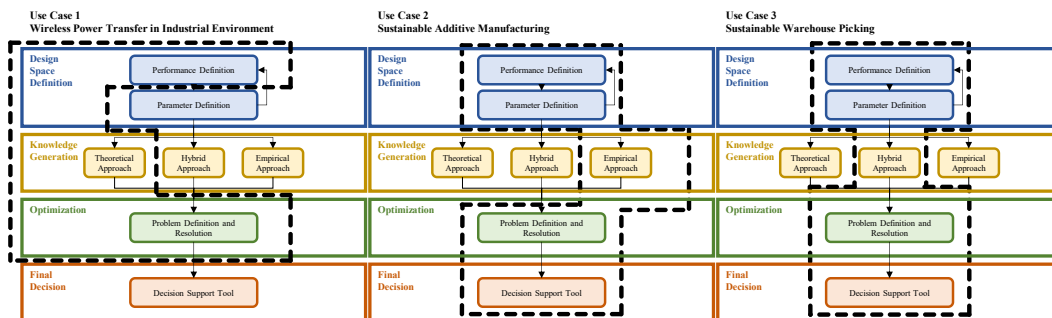 Use Case 1
Wireless Power Transfer in Industrial Environment
Design
Space
Definition
Performance Definition
Parameter Definition
Knowledge
Generation
Theoretical
Approach
Hybrid
Approach
Empirical
Approach
Optimization
Problem Definition and
Resolution
Final
Decision
Decision Support Tool
Use Case 2
Sustainable Additive Manufacturing
Design
Space
Definition
Performance Definition
Parameter Definition
Knowledge
Generation
Theoretical
Approach
Hybrid
Approach
Empirical
Approach
Optimization
Problem Definition and
Resolution
Final
Decision
Decision Support Tool
Use Case 3
Sustainable Warehouse Picking
Design
Space
Definition
Performance Definition
Parameter Definition
Knowledge
Generation
Theoretical
Approach
Hybrid
Approach
Empirical
Approach
Optimization
Problem Definition and
Resolution
Final
Decision
Decision Support Tool